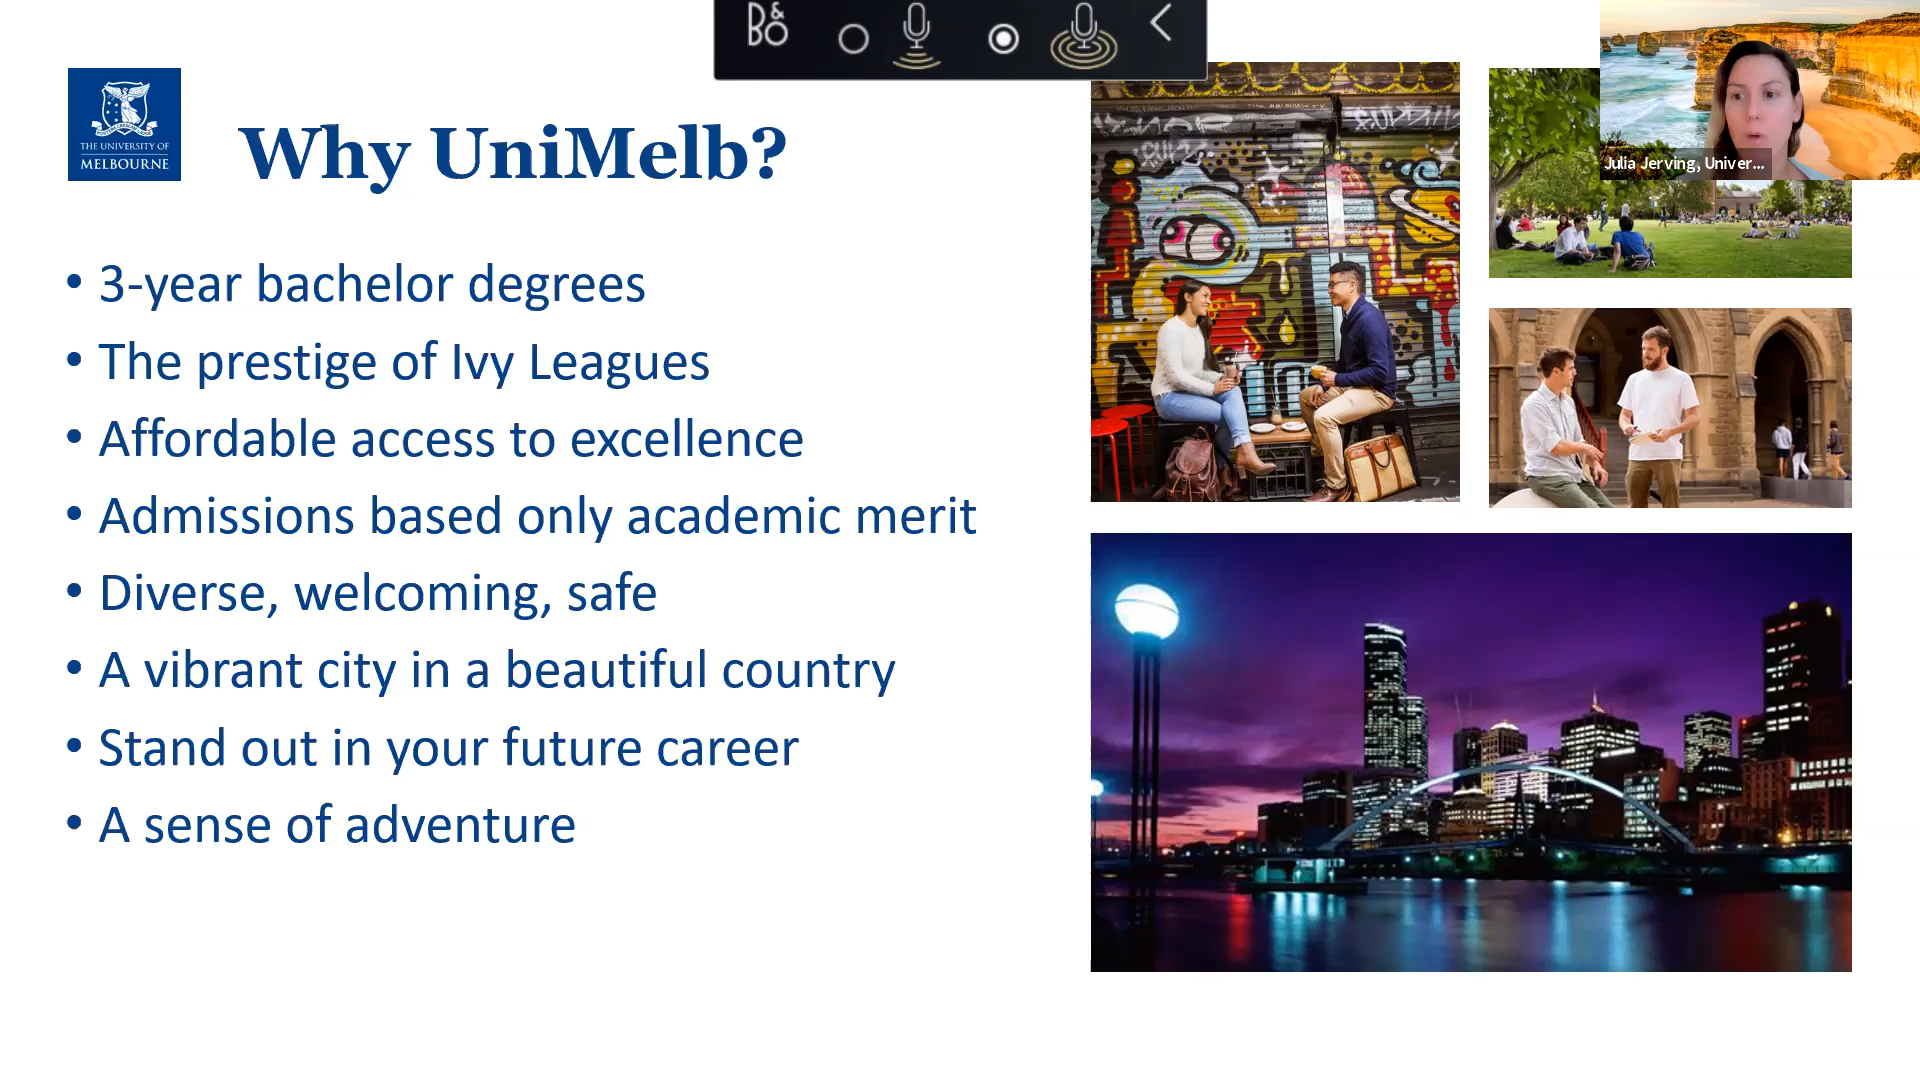 B&O
THE UNIVERSITY OF
MELBOURNE
Why UniMelb?
Julia Jerving, Univer...
• 3-year bachelor degrees
• The prestige of Ivy Leagues
• Affordable access to excellence
• Admissions based only academic merit
• Diverse, welcoming, safe
• A vibrant city in a beautiful country
• Stand out in your future career
• A sense of adventure